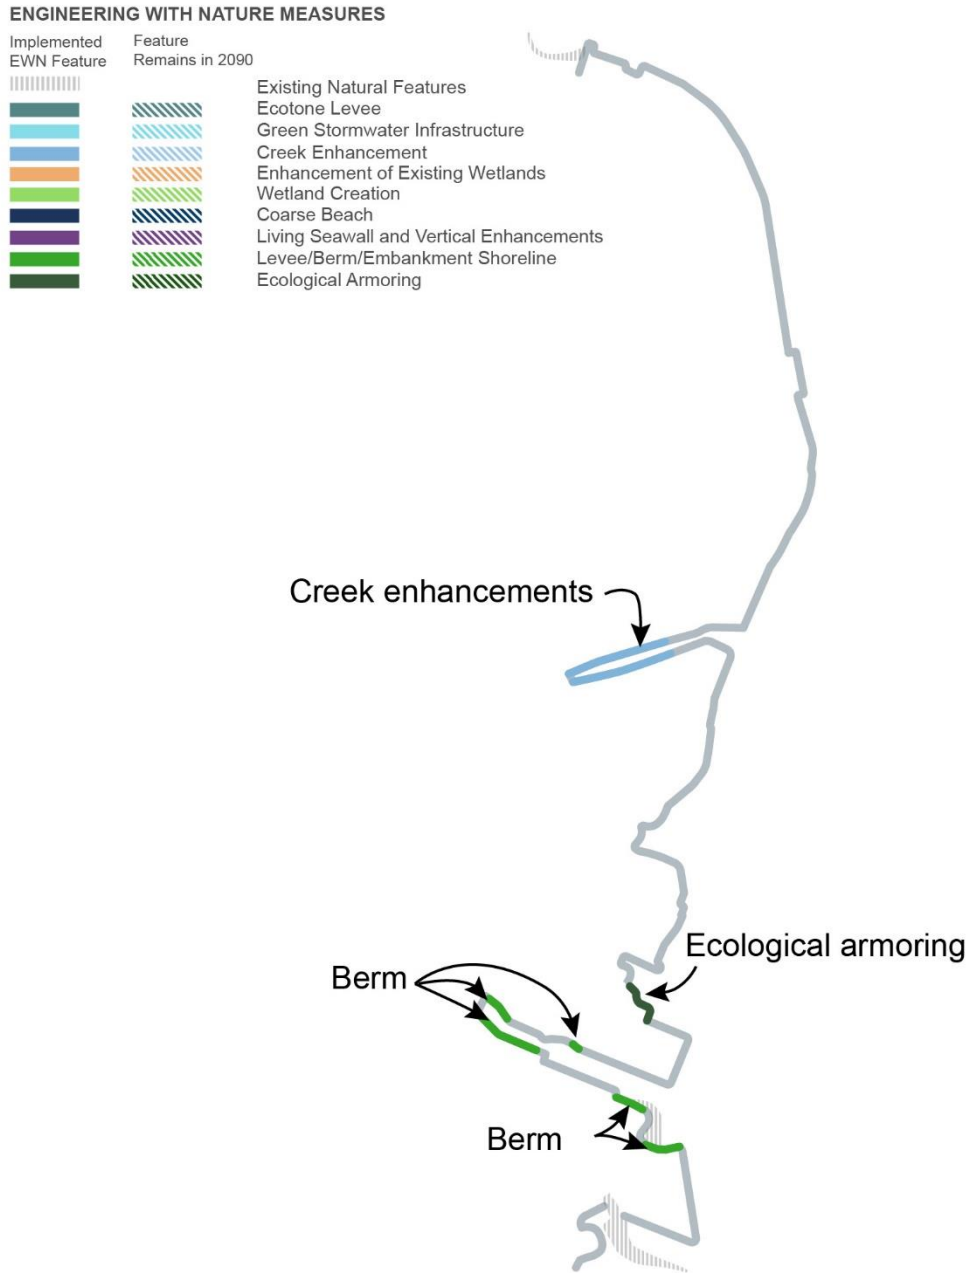 ENGINEERING WITH NATURE MEASURES
Implemented
EWN Feature
Feature
Remains in 2090
Existing Natural Features
Ecotone Levee
Green Stormwater Infrastructure
Creek Enhancement
Enhancement of Existing Wetlands
Wetland Creation
Coarse Beach
Living Seawall and Vertical Enhancements
Levee/Berm/Embankment Shoreline
Ecological Armoring
Creek enhancements
Ecological armoring
Berm
Berm